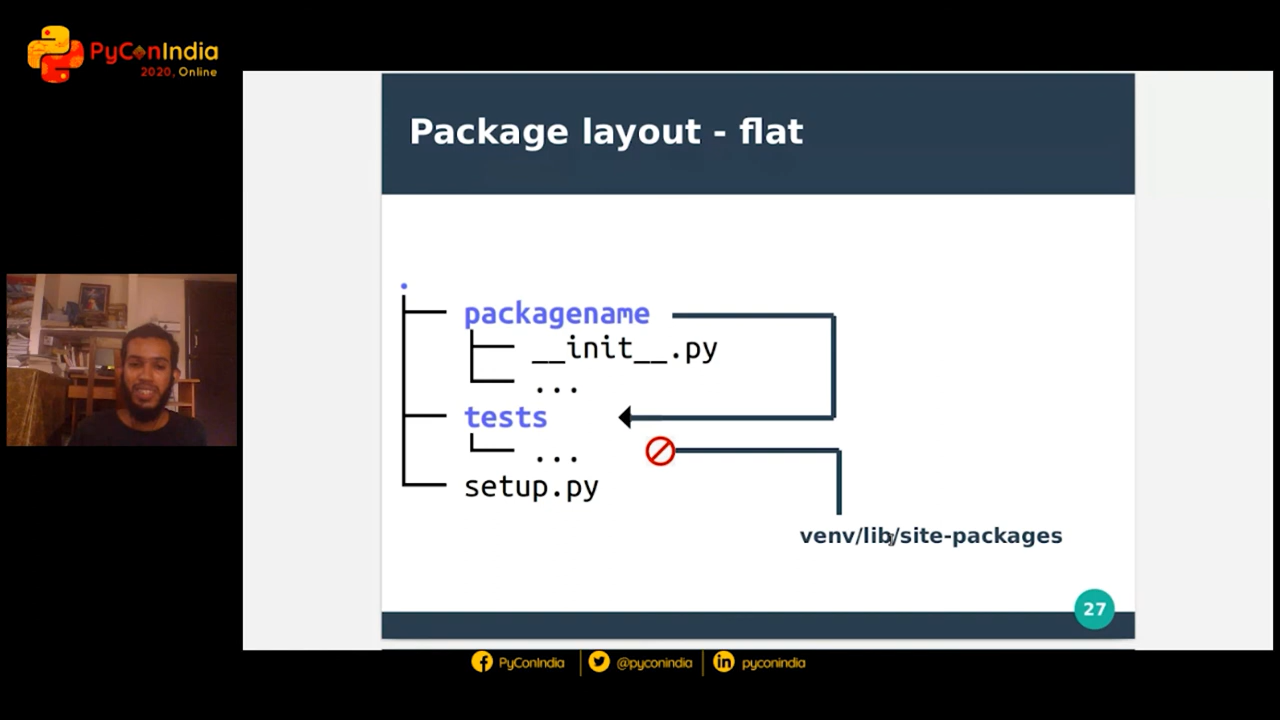 PyConIndia
2020, Online
Package layout - flat
.
packagename
__init__.py
...
tests
...
setup.py
venv/lib/site-packages
27
PyConIndia
@pyconindia
pyconindia